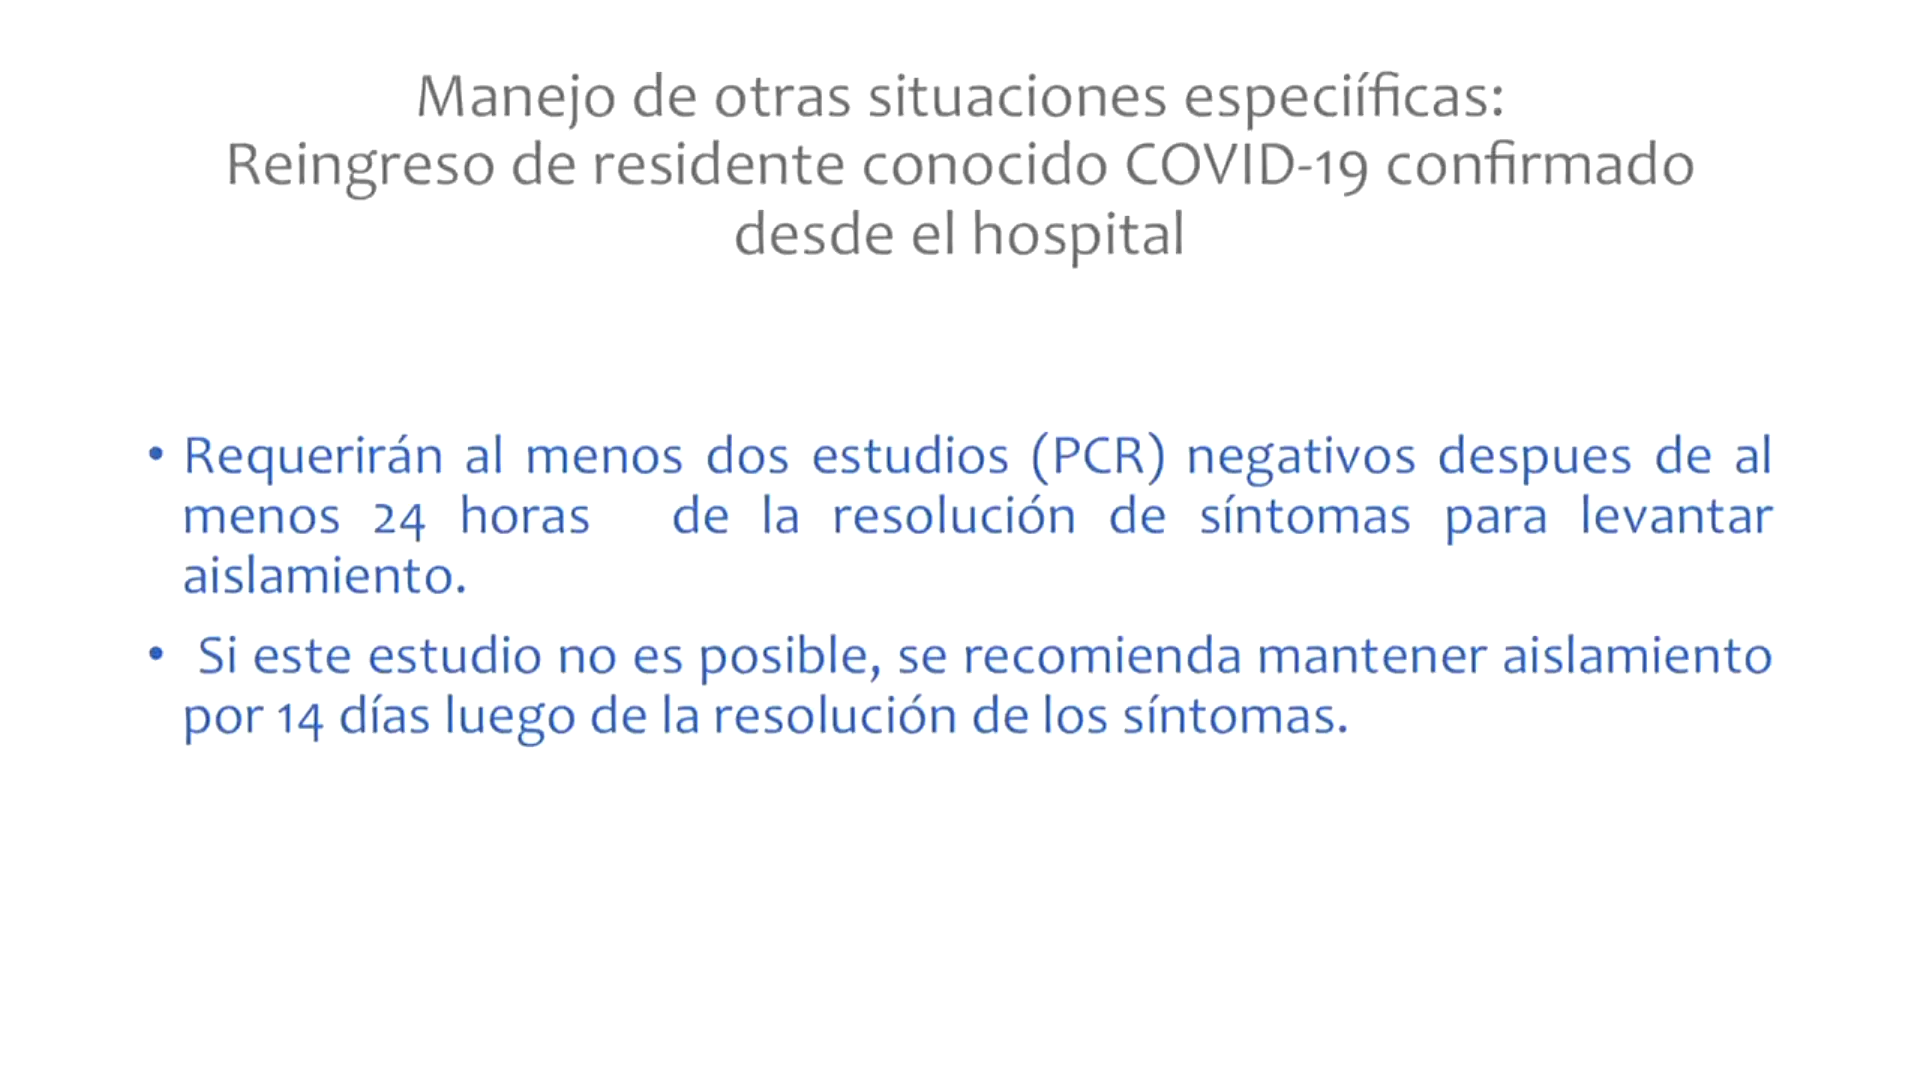 Manejo de otras situaciones especiíficas:
Reingreso de residente conocido COVID-19 confirmado
desde el hospital
• Requerirán al menos dos estudios (PCR) negativos despues de al
menos 24 horas de la resolución de síntomas para levantar
aislamiento.
• Si este estudio no es posible, se recomienda mantener aislamiento
por 14 días luego de la resolución de los síntomas.